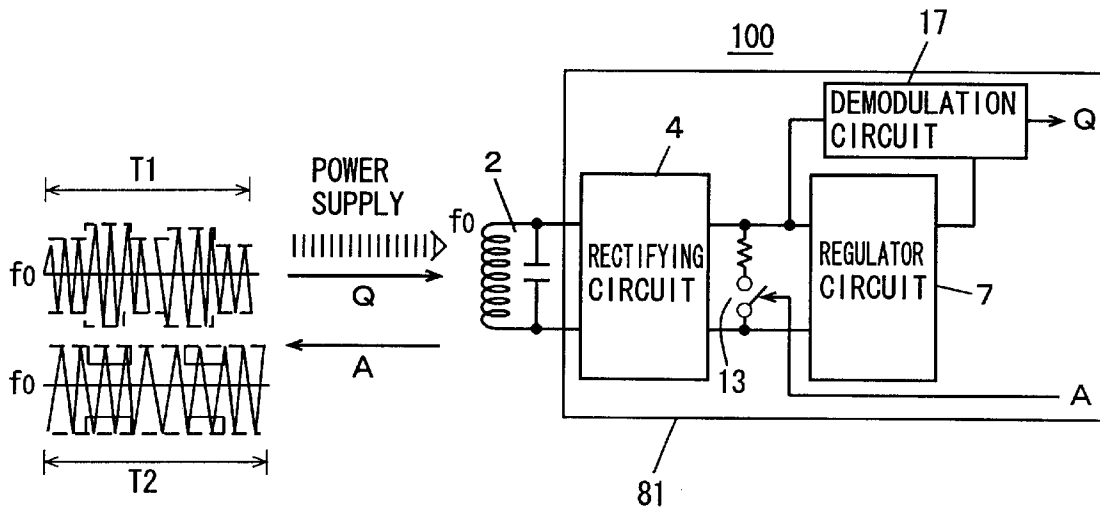 100
17
DEMODULATION
CIRCUIT
Q
4
T1
POWER
SUPPLY
2
f0
RECTIFYING
CIRCUIT
REGULATOR
CIRCUIT
7
f0
Q
13
A
f0
A
T2
81